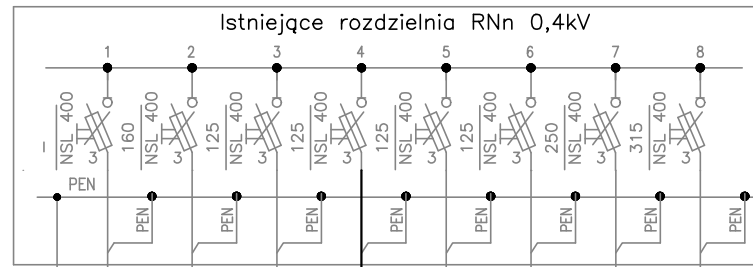 Istniejące rozdzielnia RNn 0,4kV
1 2 3 4 5 6 7 8
— NSL 400 3
160 NSL 400 3
125 NSL 400 3
125 NSL 400 3
125 NSL 400 3
125 NSL 400 3
250 NSL 400 3
315 NSL 400 3
PEN
PEN PEN PEN PEN PEN PEN PEN PEN